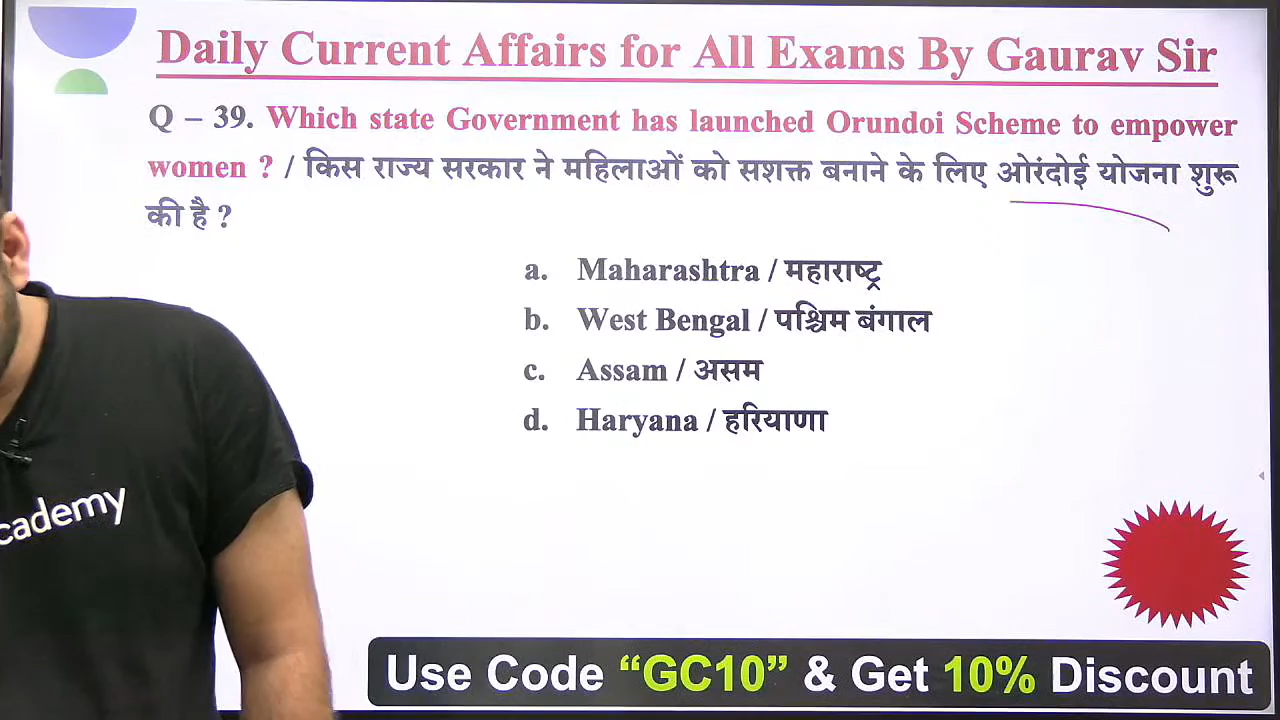 Daily Current Affairs for All Exams By Gaurav Sir
Q – 39. Which state Government has launched Orundoi Scheme to empower
women ? / किस राज्य सरकार ने महिलाओं को सशक्त बनाने के लिए ओरंदोई योजना शुरू
की है ?
a. Maharashtra / महाराष्ट्र
b. West Bengal / पश्चिम बंगाल
c. Assam / असम
d. Haryana / हरियाणा
cademy
Use Code “GC10” & Get 10% Discount